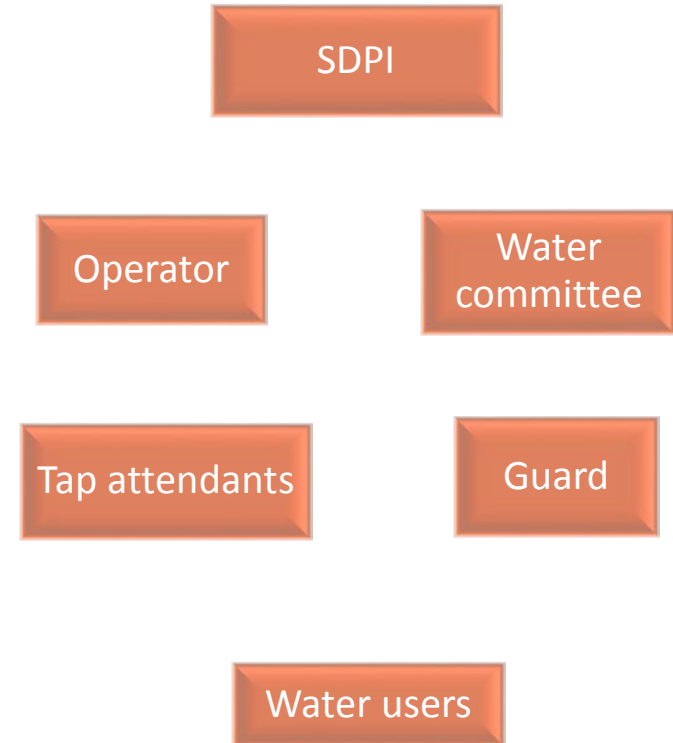 SDPI
Operator
Water
committee
Tap attendants
Guard
Water users